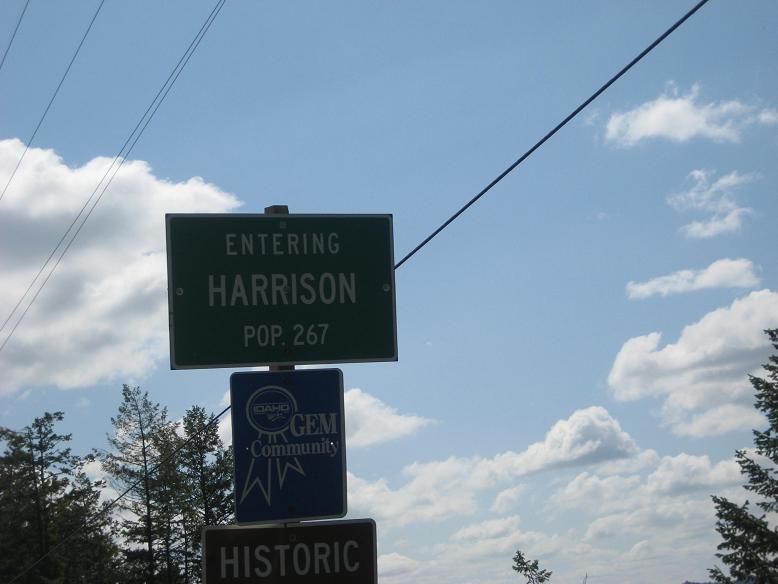 ENTERING
HARRISON
POP. 267
IDAHO
GEM
Community
HISTORIC